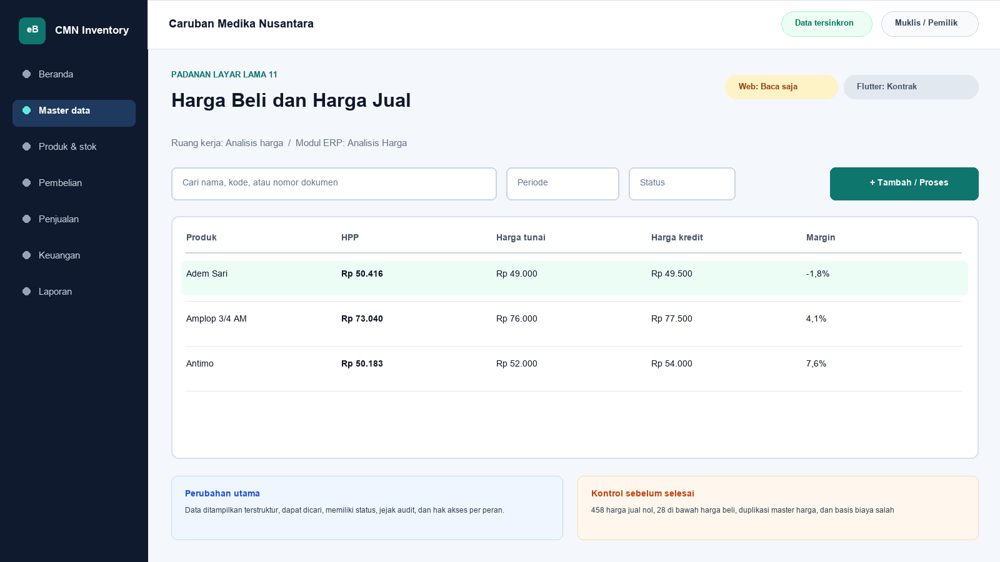 eB
CMN Inventory
Beranda
Master data
Produk & stok
Pembelian
Penjualan
Keuangan
Laporan
Caruban Medika Nusantara
Data tersinkron
Muklis / Pemilik
PADANAN LAYAR LAMA 11
Harga Beli dan Harga Jual
Web: Baca saja
Flutter: Kontrak
Ruang kerja: Analisis harga / Modul ERP: Analisis Harga
Cari nama, kode, atau nomor dokumen
Periode
Status
+ Tambah / Proses
Produk HPP Harga tunai Harga kredit Margin
Adem Sari Rp 50.416 Rp 49.000 Rp 49.500 -1,8%
Amplop 3/4 AM Rp 73.040 Rp 76.000 Rp 77.500 4,1%
Antimo Rp 50.183 Rp 52.000 Rp 54.000 7,6%
Perubahan utama
Data ditampilkan terstruktur, dapat dicari, memiliki status, jejak audit, dan hak akses per peran.
Kontrol sebelum selesai
458 harga jual nol, 28 di bawah harga beli, duplikasi master harga, dan basis biaya salah